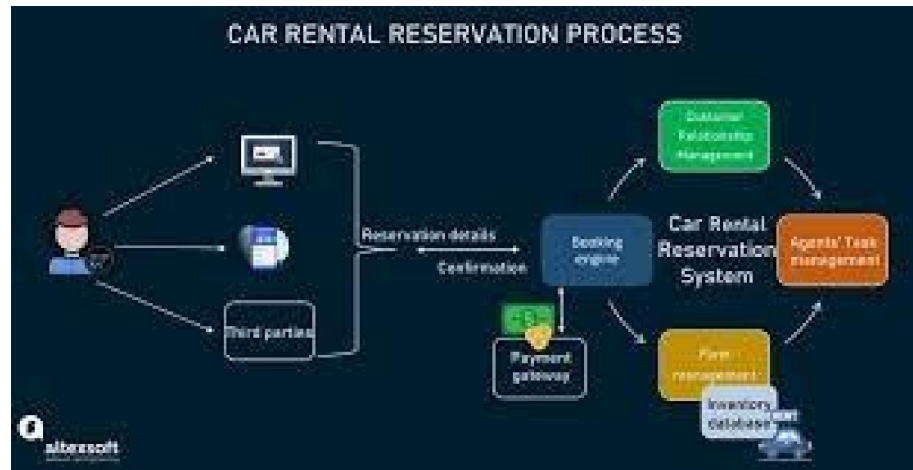 CAR RENTAL RESERVATION PROCESS
Third parties
Reservation details
Confirmation
Booking
engine
Payment
gateway
Customer
Relationship
Management
Car Rental
Reservation
System
Agents' Task
management
management
Inventory
database
altexsoft